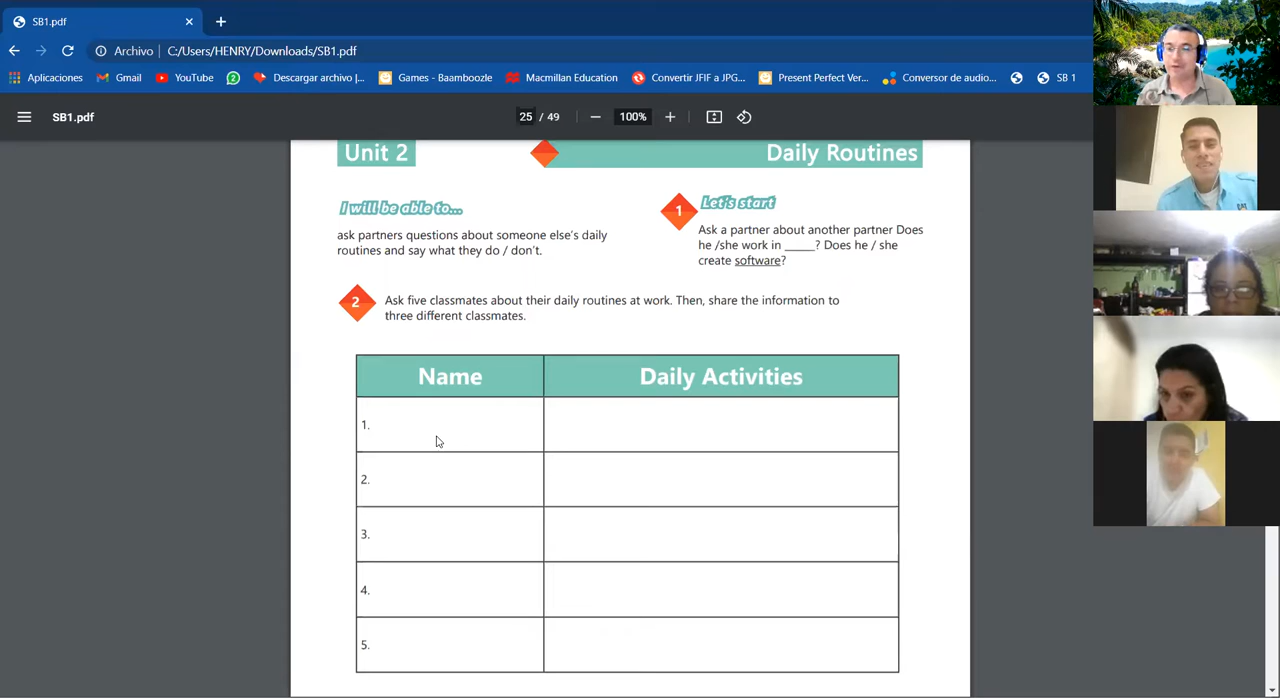 SB1.pdf
Archivo
C:/Users/HENRY/Downloads/SB1.pdf
Aplicaciones
Gmail
YouTube
2
Descargar archivo |...
Games - Baamboozle
Macmillan Education
Convertir JFIF a JPG...
Present Perfect Ver...
Conversor de audio...
SB 1
SB1.pdf
25 / 49
100%
Unit 2
Daily Routines
I will be able to...
ask partners questions about someone else's daily
routines and say what they do / don't.
1
Let's start
Ask a partner about another partner Does
he /she work in _____? Does he / she
create software?
2
Ask five classmates about their daily routines at work. Then, share the information to
three different classmates.
Name
Daily Activities
1.
2.
3.
4.
5.